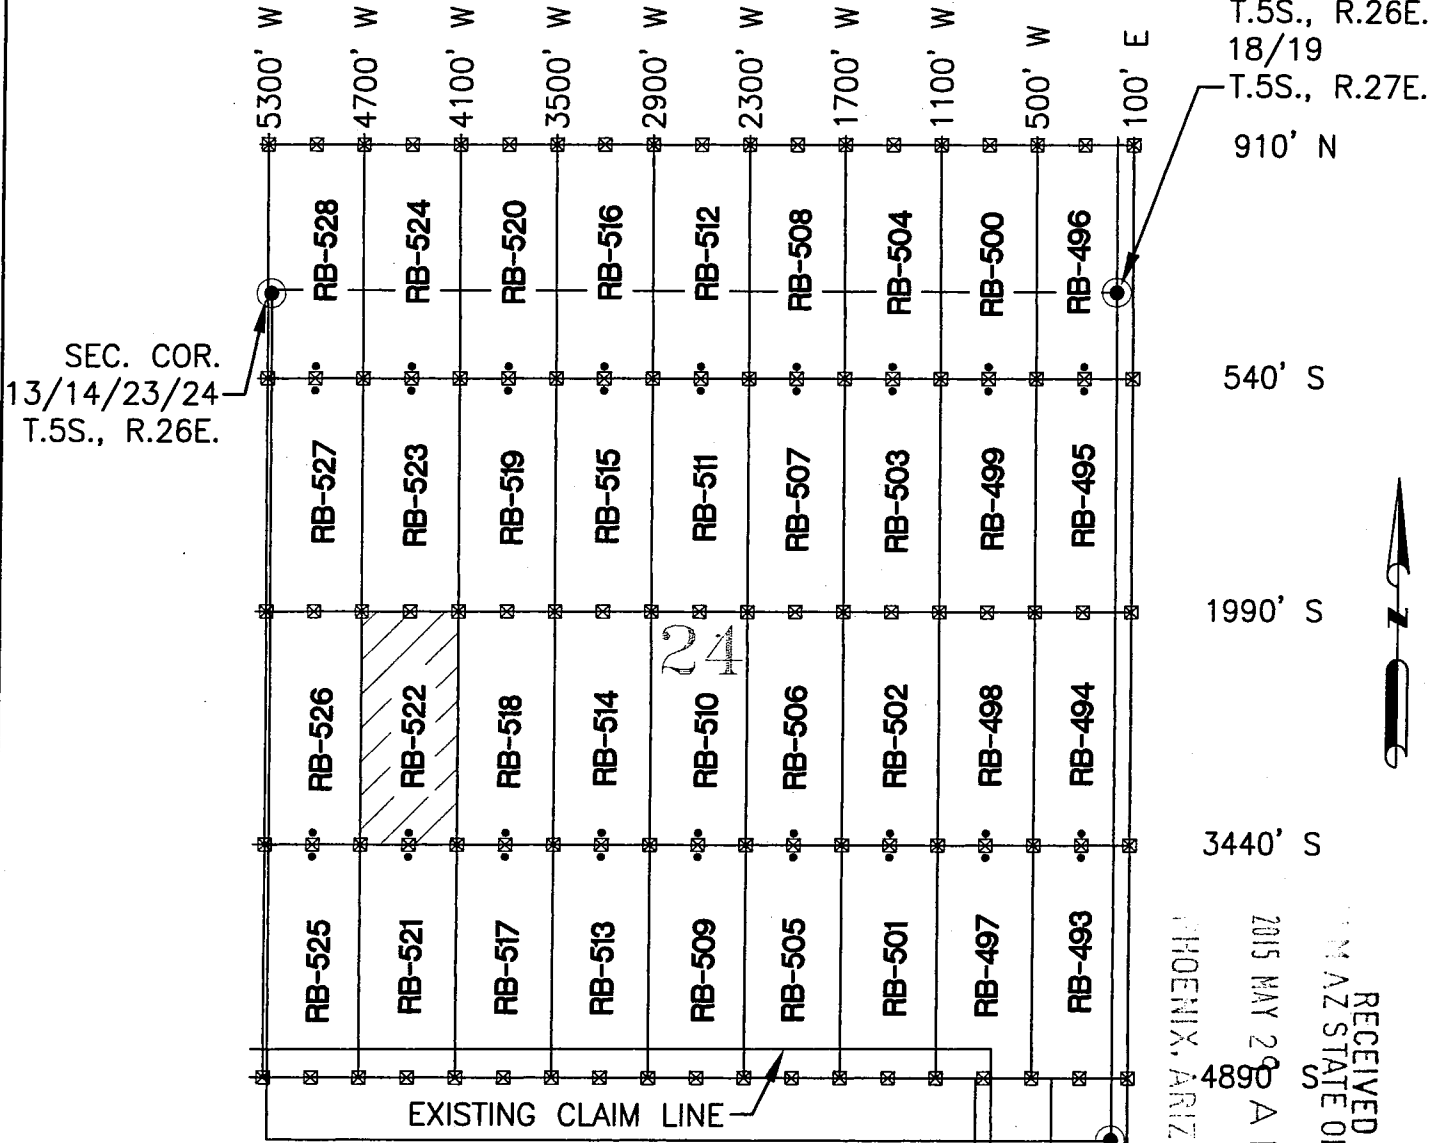 5300' W
4700' W
4100' W
3500' W
2900' W
2300' W
1700' W
1100' W
500' W
100' E
T.5S., R.26E.
18/19
T.5S., R.27E.
910' N
RB-528
RB-524
RB-520
RB-516
RB-512
RB-508
RB-504
RB-500
RB-496
SEC. COR.
13/14/23/24
T.5S., R.26E.
540' S
RB-527
RB-523
RB-519
RB-515
RB-511
RB-507
RB-503
RB-499
RB-495
1990' S
N
24
RB-526
RB-522
RB-518
RB-514
RB-510
RB-506
RB-502
RB-498
RB-494
3440' S
RB-525
RB-521
RB-517
RB-513
RB-509
RB-505
RB-501
RB-497
RB-493
4890' S
EXISTING CLAIM LINE
RECEIVED
AZ STATE
2015 MAY 29 A
PHOENIX, ARIZ